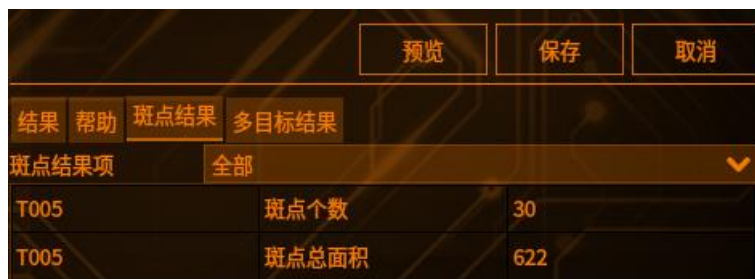 预览 保存 取消
结果 帮助 斑点结果 多目标结果
斑点结果项 全部
T005 斑点个数 30
T005 斑点总面积 622